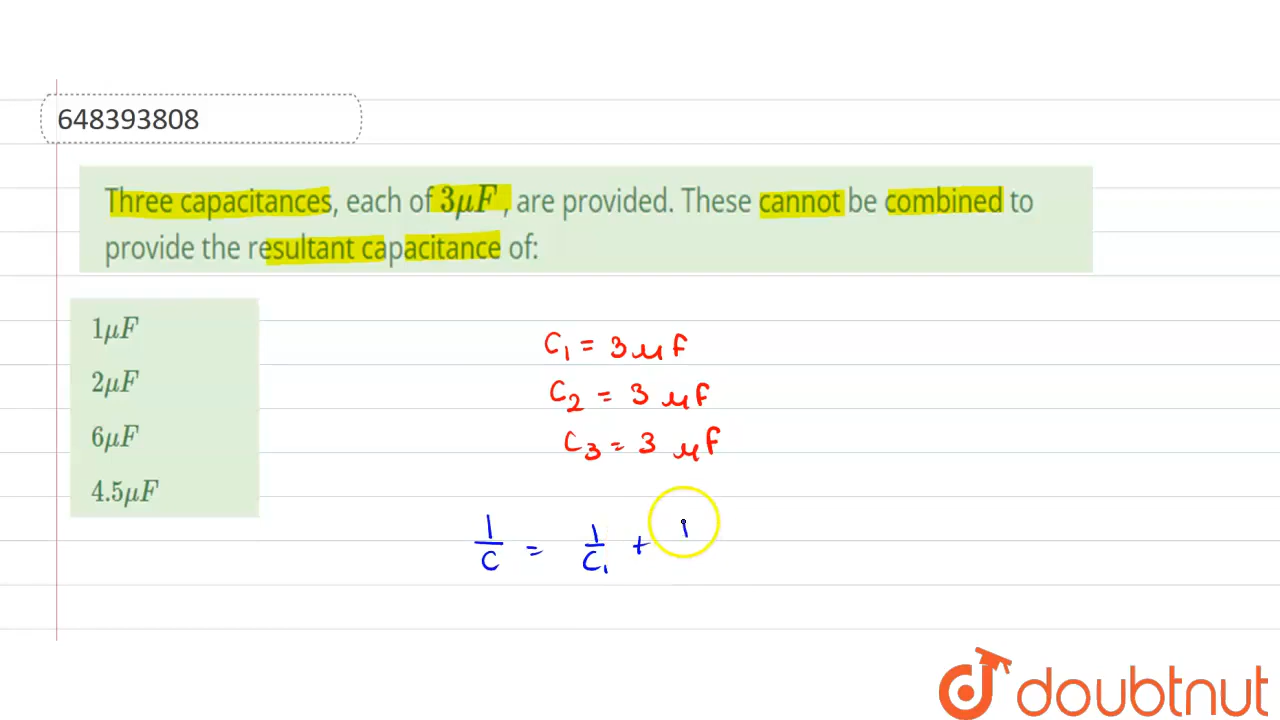 648393808
Three capacitances, each of 3μF, are provided. These cannot be combined to
provide the resultant capacitance of:
1μF
2μF
6μF
4.5μF
C₁ = 3 μF
C₂ = 3 μF
C₃ = 3 μF
1/C = 1/C₁ + 1
doubtnut